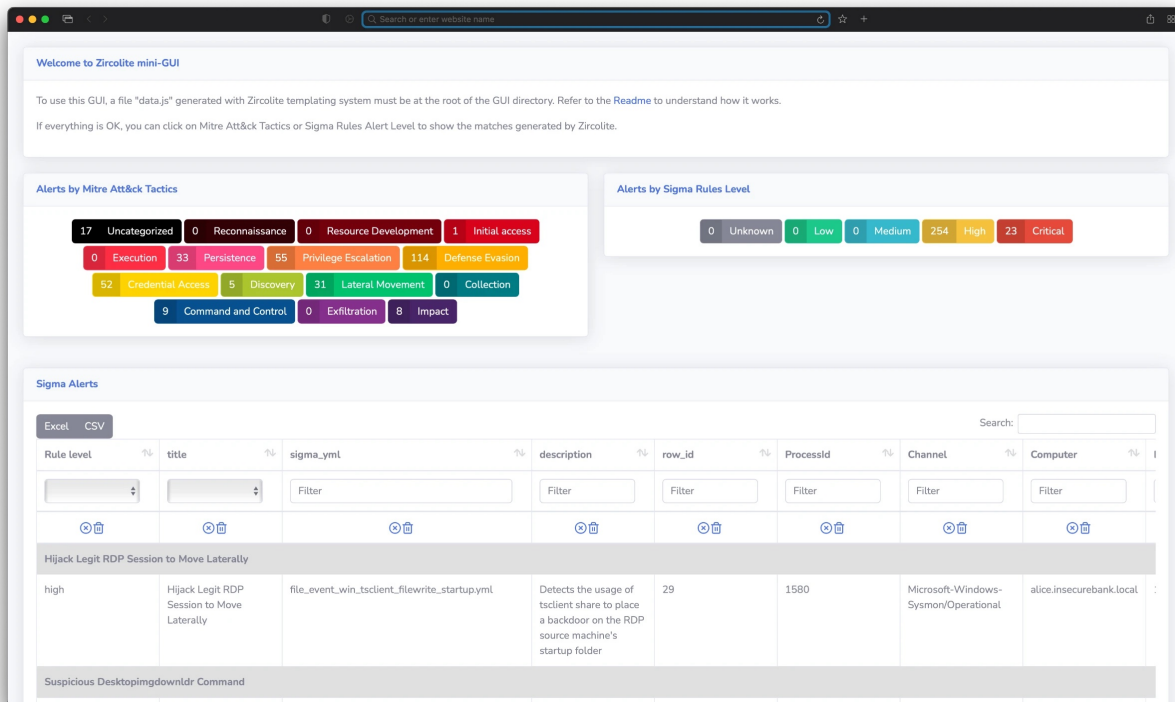 Search or enter website name
Welcome to Zircolite mini-GUI
To use this GUI, a file "data.js" generated with Zircolite templating system must be at the root of the GUI directory. Refer to the Readme to understand how it works.
If everything is OK, you can click on Mitre Att&ck Tactics or Sigma Rules Alert Level to show the matches generated by Zircolite.
Alerts by Mitre Att&ck Tactics
17 Uncategorized 0 Reconnaissance 0 Resource Development 1 Initial access
0 Execution 33 Persistence 55 Privilege Escalation 114 Defense Evasion
52 Credential Access 5 Discovery 31 Lateral Movement 0 Collection
9 Command and Control 0 Exfiltration 8 Impact
Alerts by Sigma Rules Level
0 Unknown 0 Low 0 Medium 254 High 23 Critical
Sigma Alerts
Excel CSV
Search:
Rule level title sigma_yml description row_id ProcessId Channel Computer
Filter Filter Filter Filter Filter Filter
Hijack Legit RDP Session to Move Laterally
high
Hijack Legit RDP
Session to Move
Laterally
file_event_win_tsclient_filewrite_startup.yml
Detects the usage of
tsclient share to place
a backdoor on the RDP
source machine's
startup folder
29
1580
Microsoft-Windows-
Sysmon/Operational
alice.insecurebank.local
Suspicious Desktopimgdownldr Command